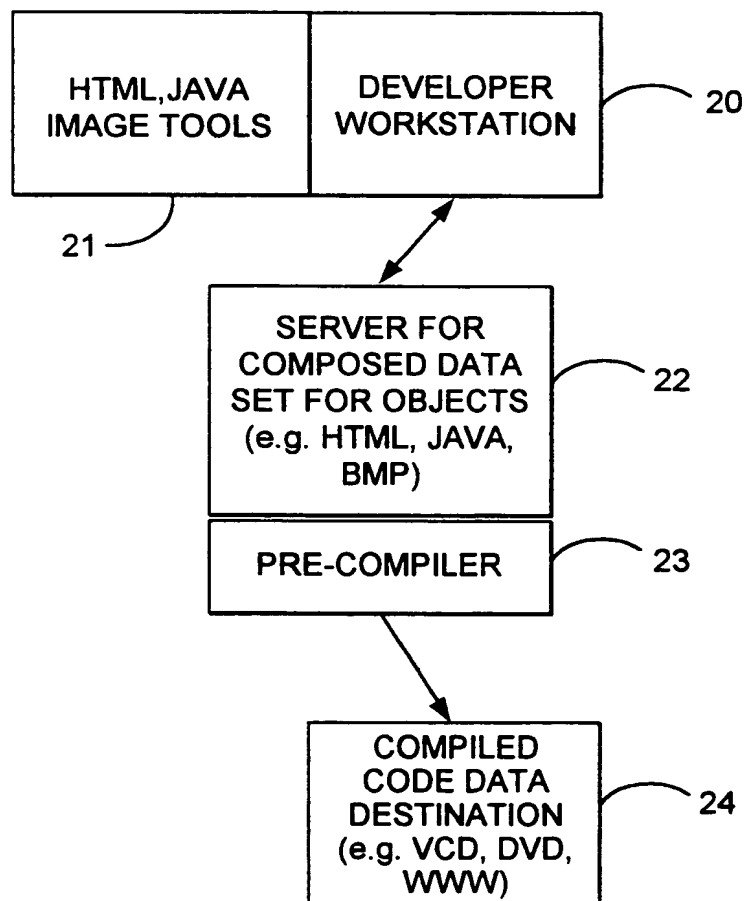 HTML,JAVA
IMAGE TOOLS
DEVELOPER
WORKSTATION
20
21
SERVER FOR
COMPOSED DATA
SET FOR OBJECTS
(e.g. HTML, JAVA,
BMP)
22
PRE-COMPILER
23
COMPILED
CODE DATA
DESTINATION
(e.g. VCD, DVD,
WWW)
24